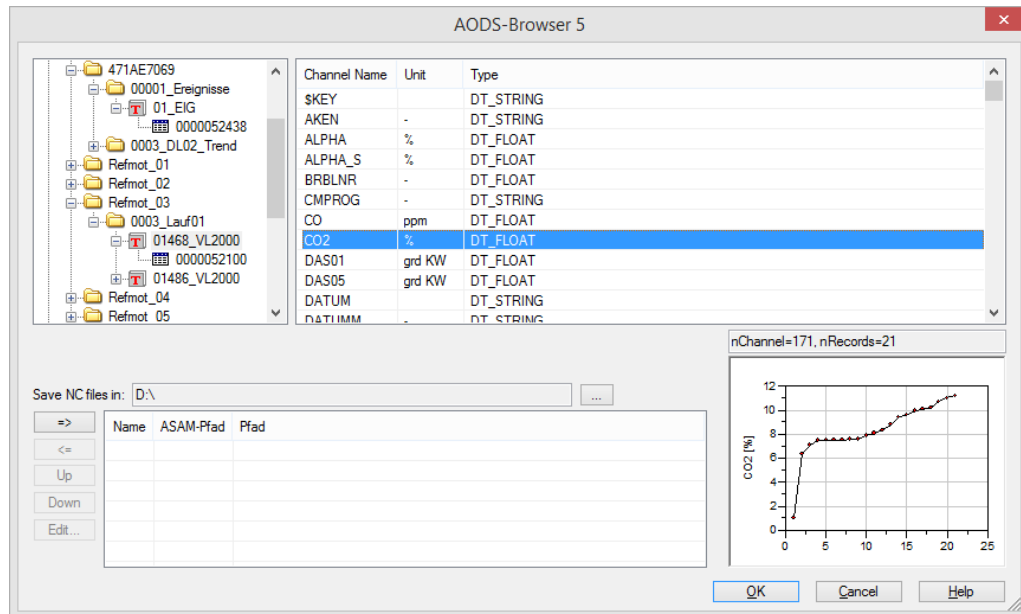 AODS-Browser 5
471AE7069
00001_Ereignisse
01_EIG
0000052438
0003_DL02_Trend
Refmot_01
Refmot_02
Refmot_03
0003_Lauf01
01468_VL2000
0000052100
01486_VL2000
Refmot_04
Refmot_05
Channel Name Unit Type
$KEY DT_STRING
AKEN - DT_STRING
ALPHA % DT_FLOAT
ALPHA_S % DT_FLOAT
BRBLNR - DT_FLOAT
CMPROG - DT_STRING
CO ppm DT_FLOAT
CO2 % DT_FLOAT
DAS01 grd KW DT_FLOAT
DAS05 grd KW DT_FLOAT
DATUM DT_STRING
DATUMM - DT_STRING
nChannel=171, nRecords=21
Save NC files in: D:\ ...
=>
<=
Up
Down
Edit...
Name ASAM-Pfad Pfad
CO2 [%]
12
10
8
6
4
2
0
0 5 10 15 20 25
OK Cancel Help